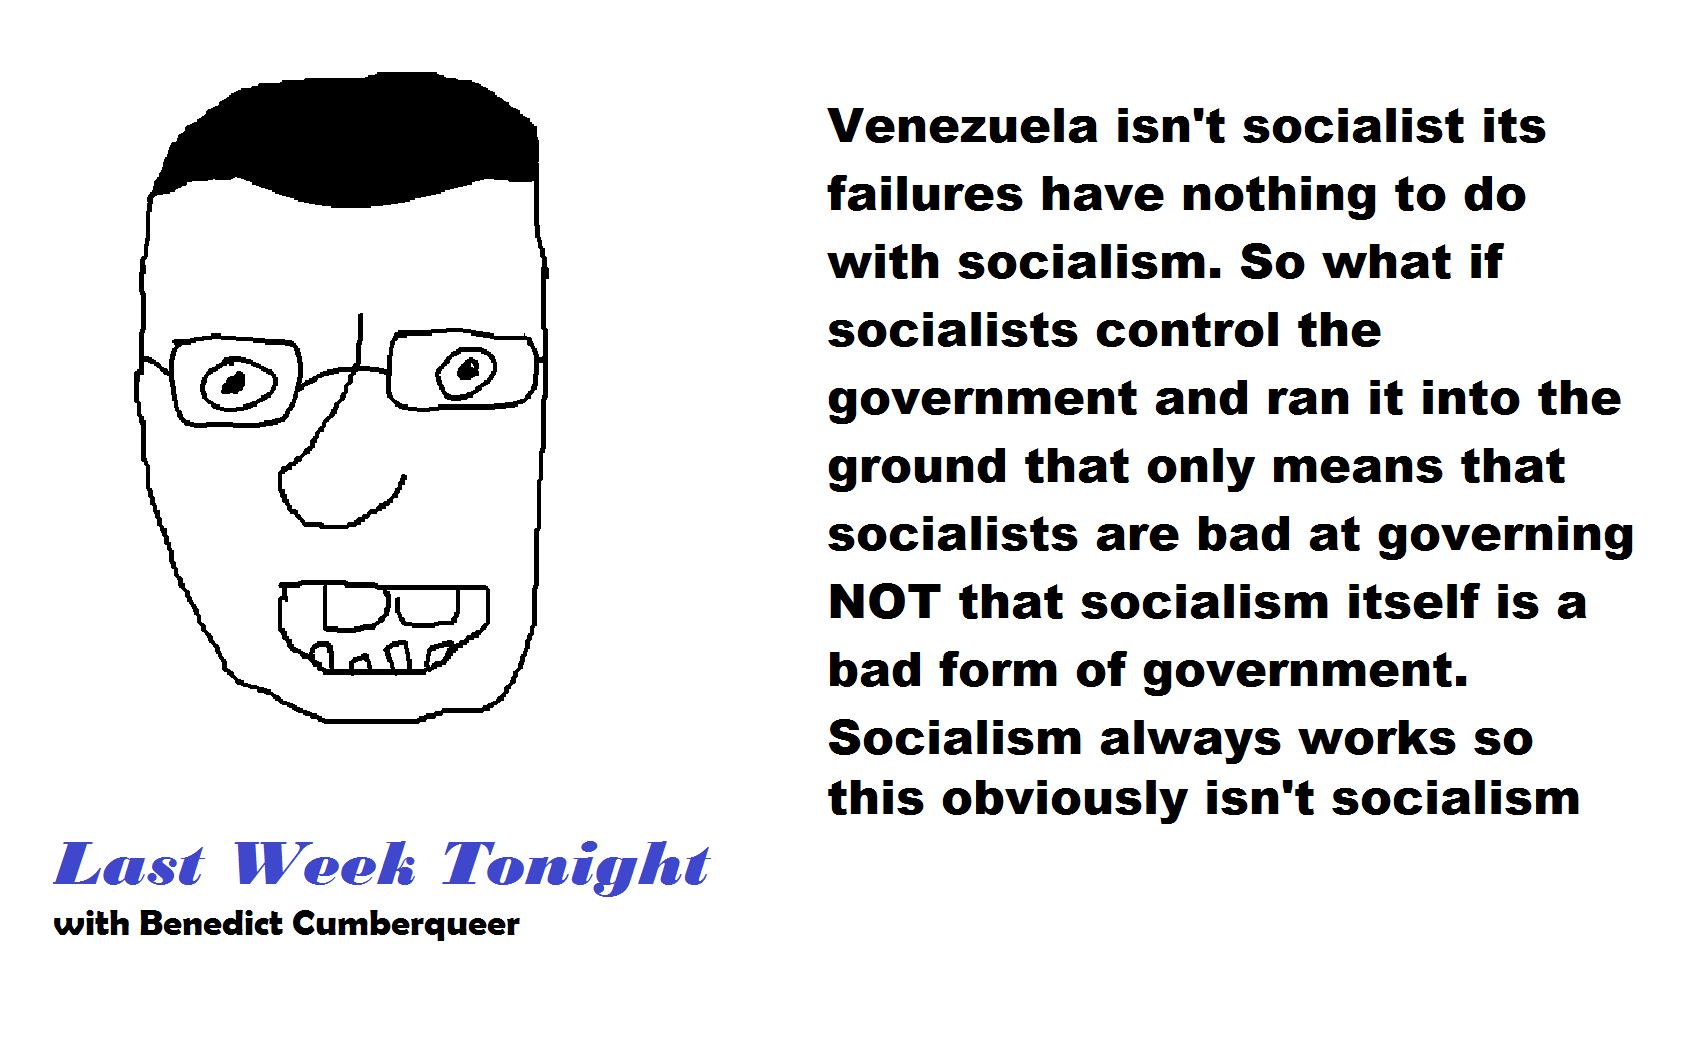 Venezuela isn't socialist its
failures have nothing to do
with socialism. So what if
socialists control the
government and ran it into the
ground that only means that
socialists are bad at governing
NOT that socialism itself is a
bad form of government.
Socialism always works so
this obviously isn't socialism
Last Week Tonight
with Benedict Cumberqueer